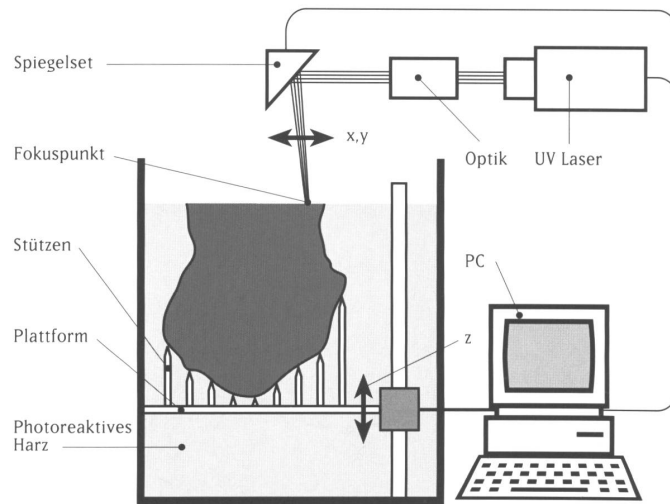 Spiegelset
x,y
Optik
UV Laser
Fokuspunkt
Stützen
PC
Plattform
z
Photoreaktives
Harz